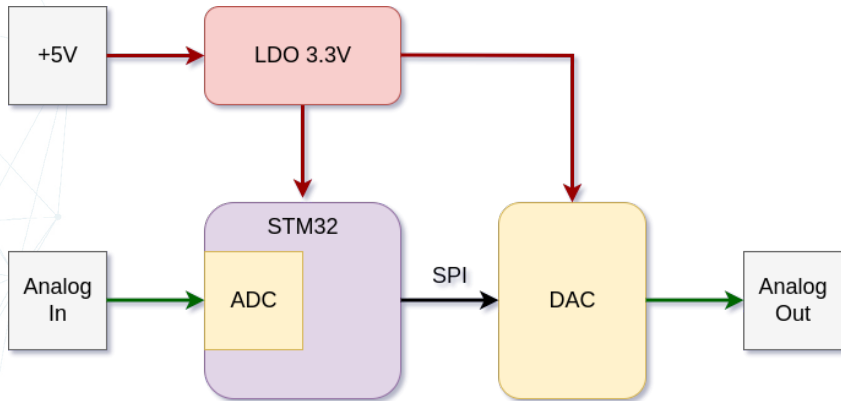 +5V
LDO 3.3V
STM32
Analog
In
ADC
SPI
DAC
Analog
Out